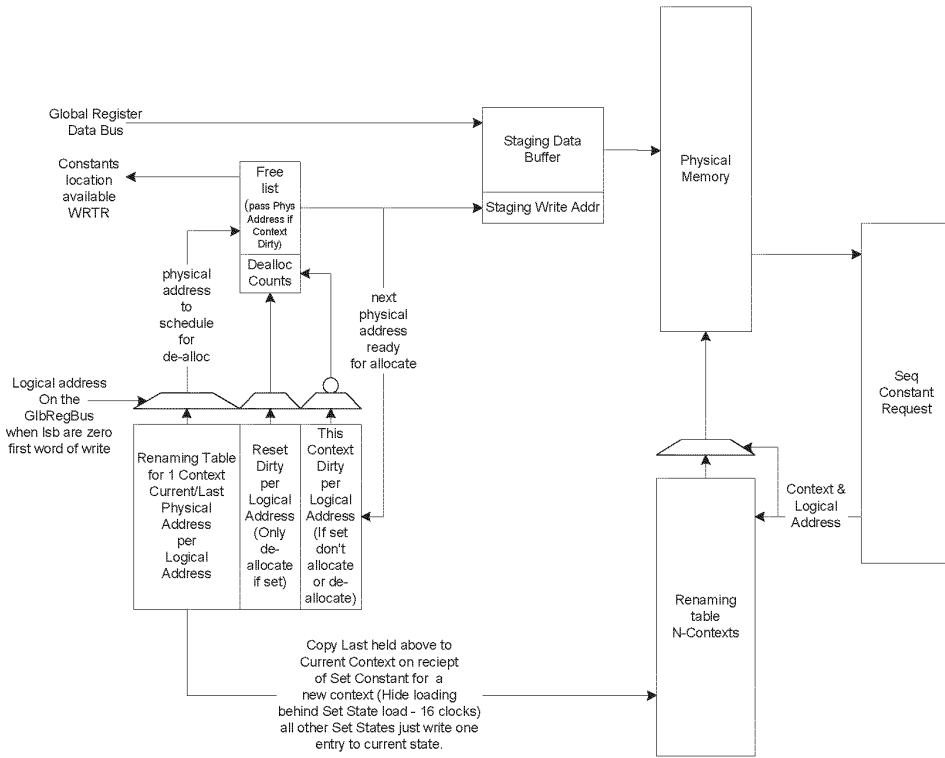 Global Register
Data Bus
Staging Data
Buffer
Staging Write Addr
Physical
Memory
Constants
location
available
WRTR
Free
list
(pass Phys
Address if
Context
Dirty)
Dealloc
Counts
physical
address
to
schedule
for
de-alloc
next
physical
address
ready
for allocate
Seq
Constant
Request
Logical address
On the
GlbRegBus
when lsb are zero
first word of write
Renaming Table
for 1 Context
Current/Last
Physical
Address
per
Logical
Address
Reset
Dirty
per
Logical
Address
(Only
de-
allocate
if set)
This
Context
Dirty
per
Logical
Address
(If set
don't
allocate
or de-
allocate)
Context &
Logical
Address
Renaming
table
N-Contexts
Copy Last held above to
Current Context on reciept
of Set Constant for a
new context (Hide loading
behind Set State load - 16 clocks)
all other Set States just write one
entry to current state.